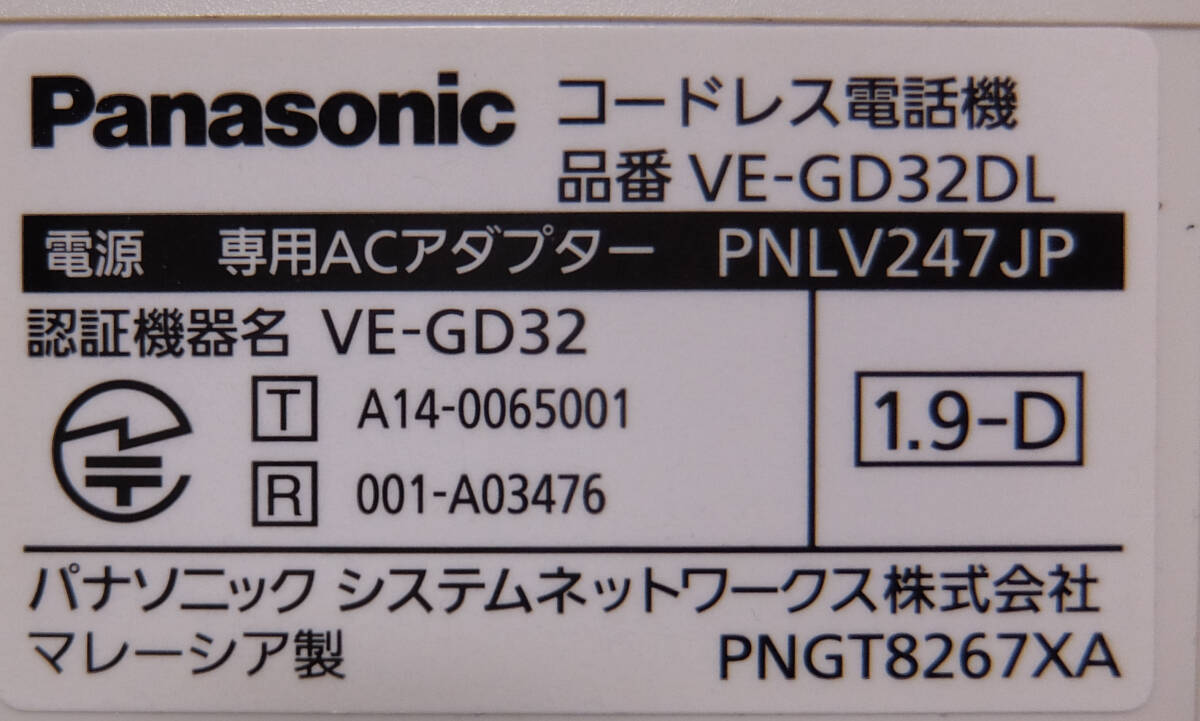 Panasonic コードレス電話機
品番 VE-GD32DL
電源 専用ACアダプター PNLV247JP
認証機器名 VE-GD32
T A14-0065001
R 001-A03476
1.9-D
パナソニック システムネットワークス株式会社
マレーシア製 PNGT8267XA